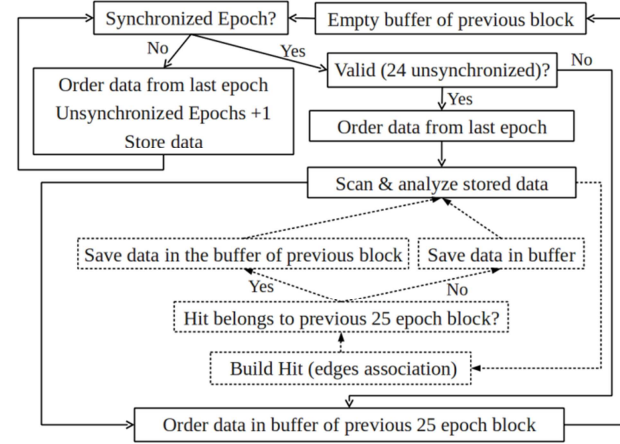 Synchronized Epoch?
Empty buffer of previous block
No
Yes
No
Valid (24 unsynchronized)?
Order data from last epoch
Unsynchronized Epochs +1
Store data
Yes
Order data from last epoch
Scan & analyze stored data
Save data in the buffer of previous block
Save data in buffer
Yes
No
Hit belongs to previous 25 epoch block?
Build Hit (edges association)
Order data in buffer of previous 25 epoch block